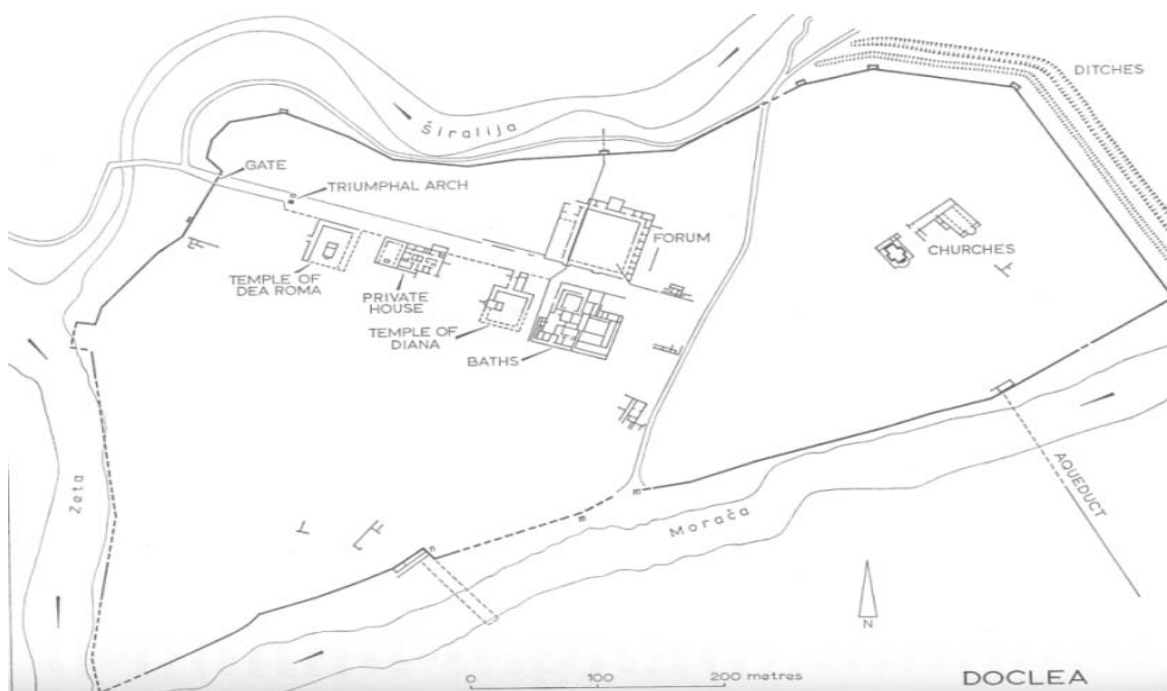 DITCHES
Širalija
GATE
TRIUMPHAL ARCH
FORUM
CHURCHES
TEMPLE OF
DEA ROMA
PRIVATE
HOUSE
TEMPLE OF
DIANA
BATHS
Zeta
AQUEDUCT
Morača
N
0 100 200 metres
DOCLEA